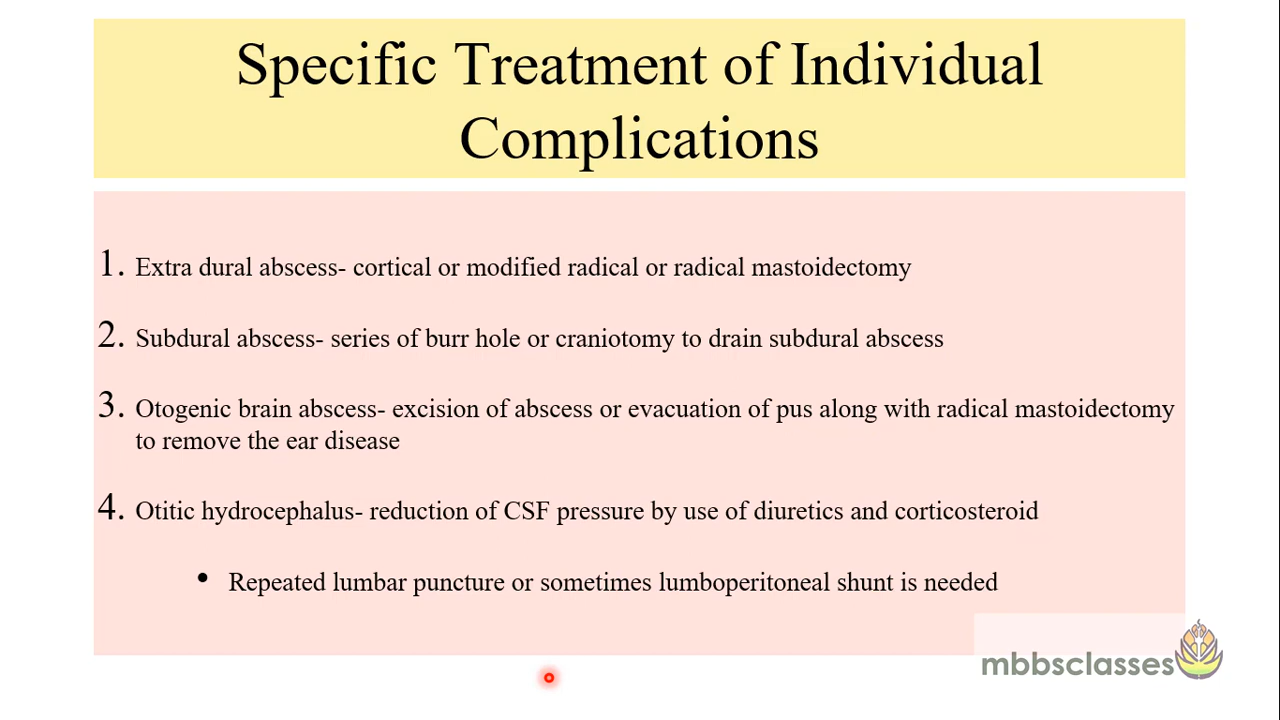 Specific Treatment of Individual
Complications
1. Extra dural abscess- cortical or modified radical or radical mastoidectomy
2. Subdural abscess- series of burr hole or craniotomy to drain subdural abscess
3. Otogenic brain abscess- excision of abscess or evacuation of pus along with radical mastoidectomy
to remove the ear disease
4. Otitic hydrocephalus- reduction of CSF pressure by use of diuretics and corticosteroid
• Repeated lumbar puncture or sometimes lumboperitoneal shunt is needed
mbbsclasses